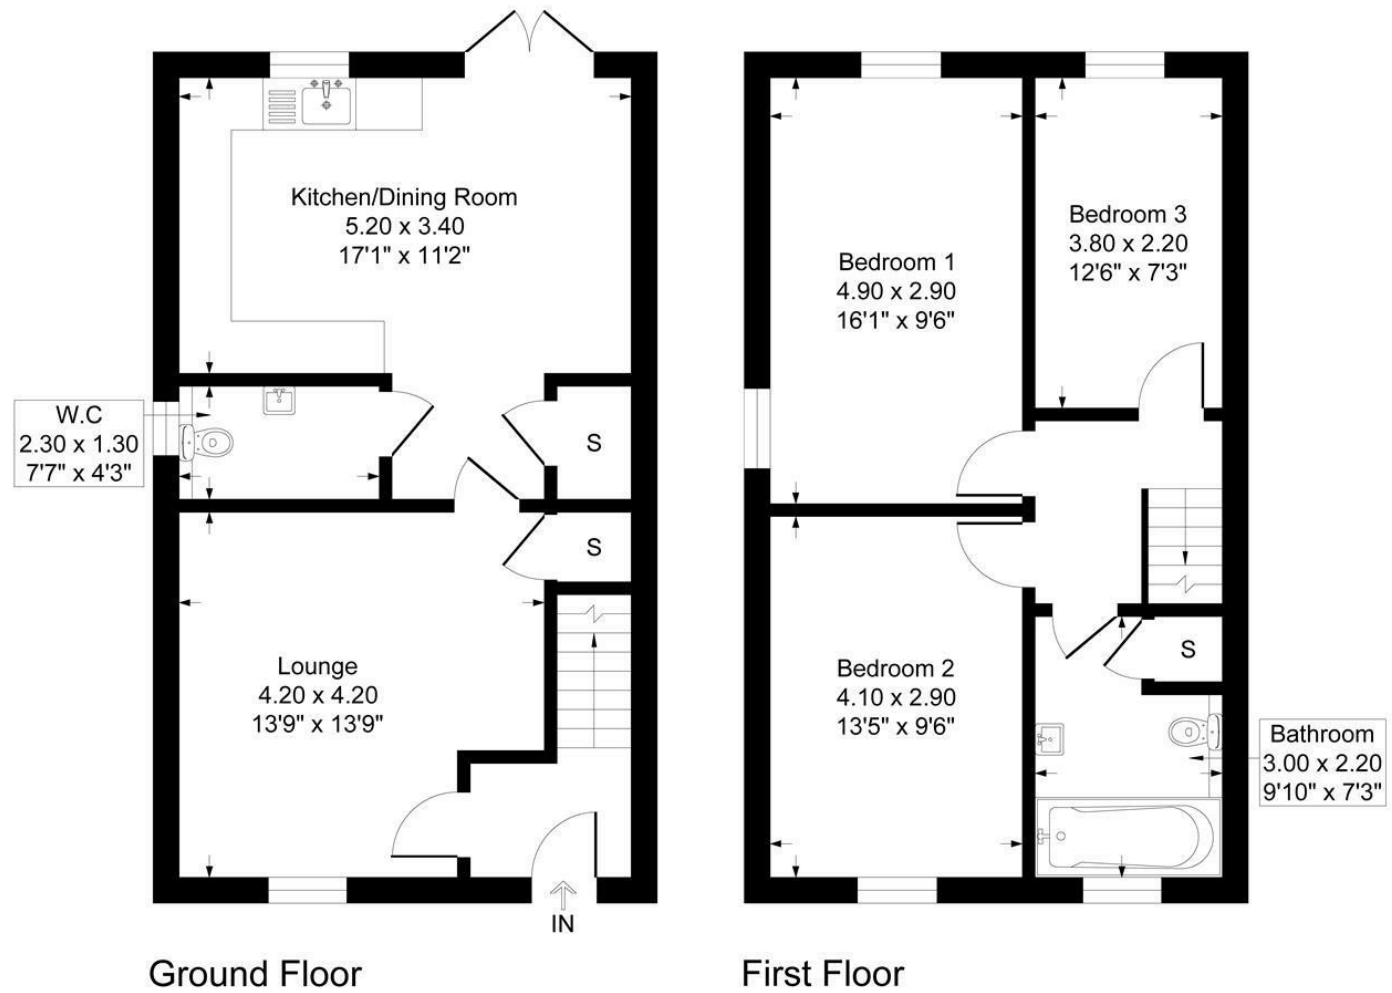 Kitchen/Dining Room
5.20 x 3.40
17'1" x 11'2"
W.C
2.30 x 1.30
7'7" x 4'3"
S
S
Lounge
4.20 x 4.20
13'9" x 13'9"
IN
Ground Floor
Bedroom 1
4.90 x 2.90
16'1" x 9'6"
Bedroom 3
3.80 x 2.20
12'6" x 7'3"
Bedroom 2
4.10 x 2.90
13'5" x 9'6"
S
Bathroom
3.00 x 2.20
9'10" x 7'3"
First Floor